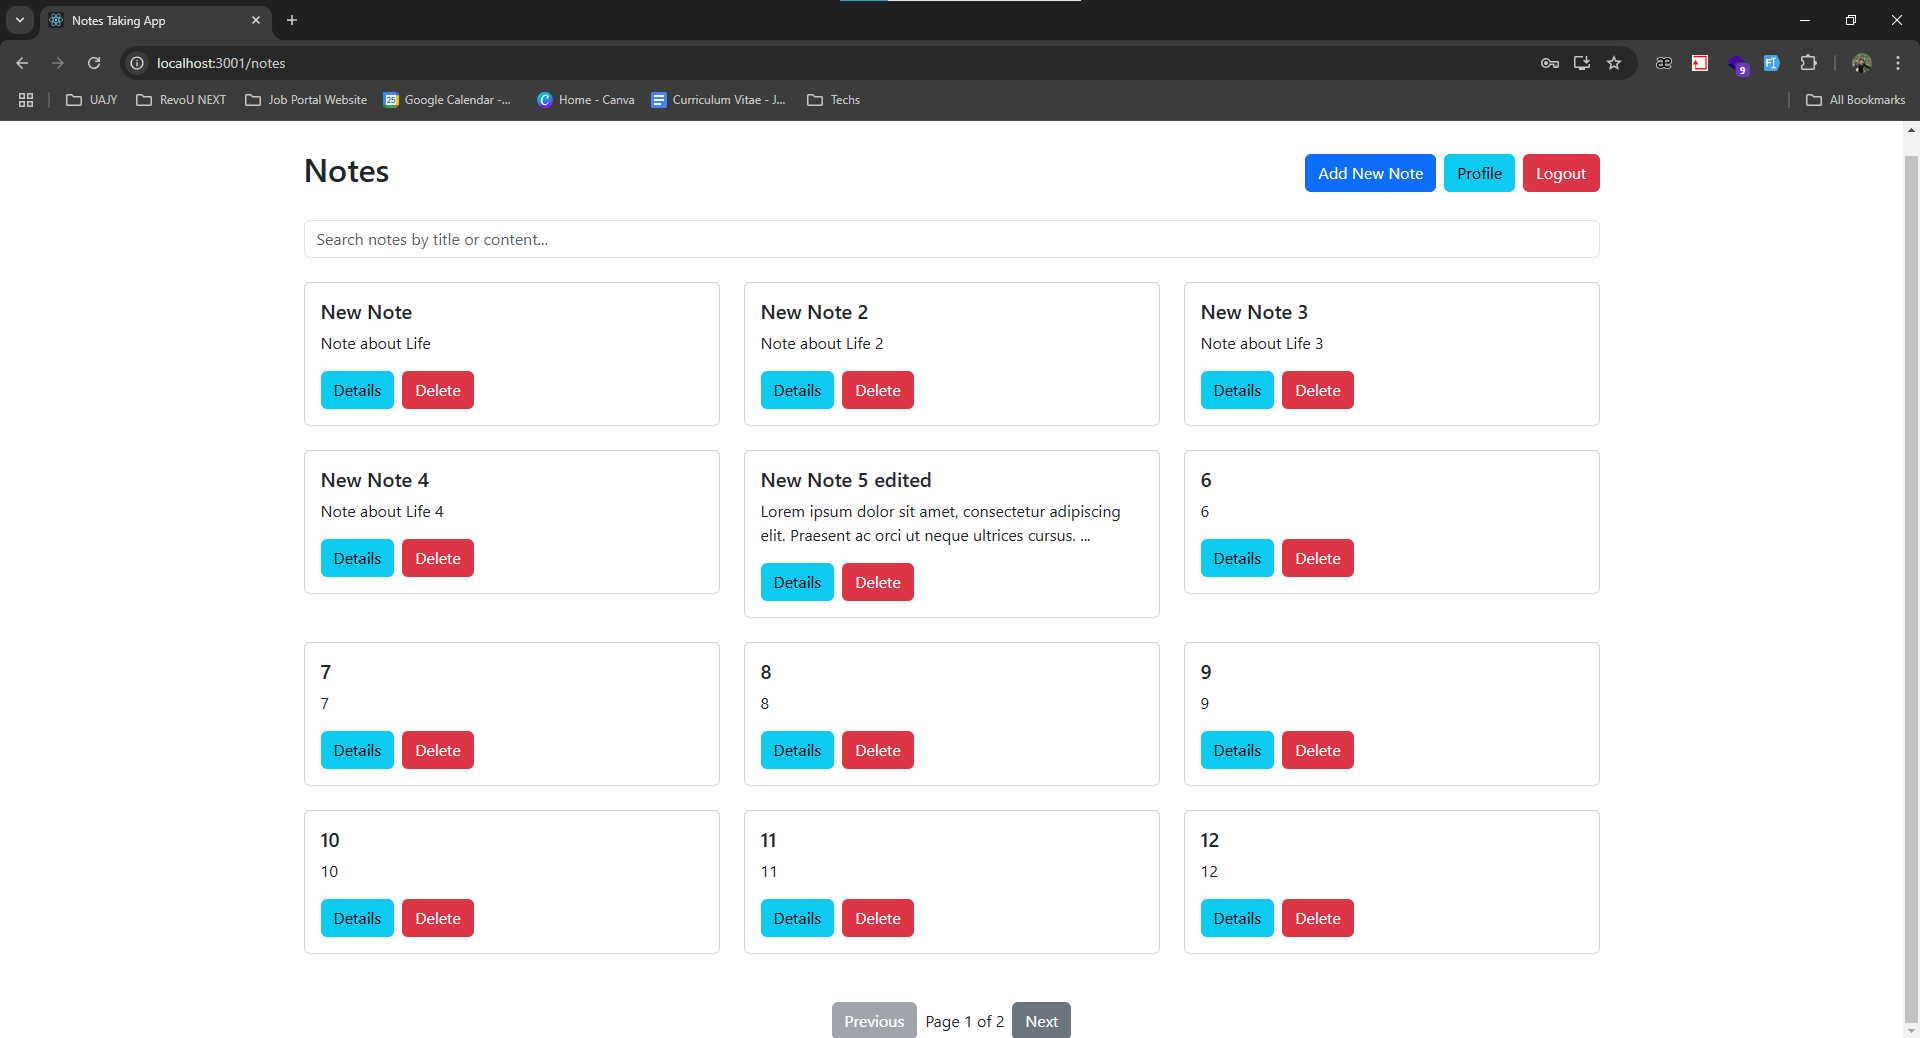 Notes Taking App
localhost:3001/notes
9
UAJY
RevoU NEXT
Job Portal Website
Google Calendar -...
Home - Canva
Curriculum Vitae - J...
Techs
All Bookmarks
Notes
Add New Note
Profile
Logout
Search notes by title or content...
New Note
Note about Life
Details
Delete
New Note 2
Note about Life 2
Details
Delete
New Note 3
Note about Life 3
Details
Delete
New Note 4
Note about Life 4
Details
Delete
New Note 5 edited
Lorem ipsum dolor sit amet, consectetur adipiscing
elit. Praesent ac orci ut neque ultrices cursus. ...
Details
Delete
6
6
Details
Delete
7
7
Details
Delete
8
8
Details
Delete
9
9
Details
Delete
10
10
Details
Delete
11
11
Details
Delete
12
12
Details
Delete
Previous
Page 1 of 2
Next